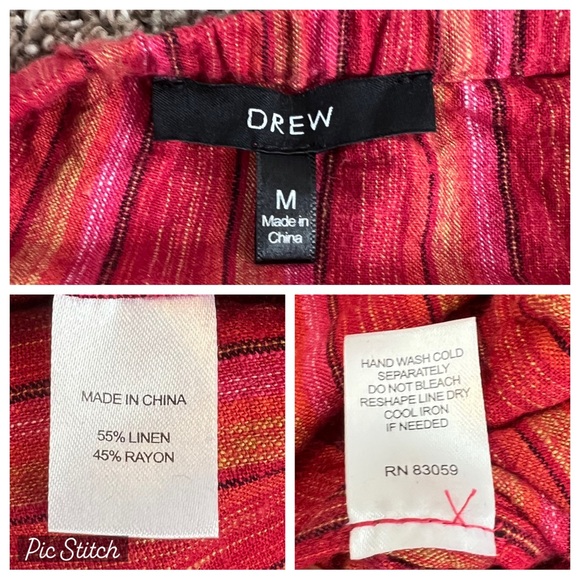 DREW
M
Made in
China
MADE IN CHINA
55% LINEN
45% RAYON
HAND WASH COLD
SEPARATELY
DO NOT BLEACH
RESHAPE LINE DRY
COOL IRON
IF NEEDED
RN 83059
Pic Stitch